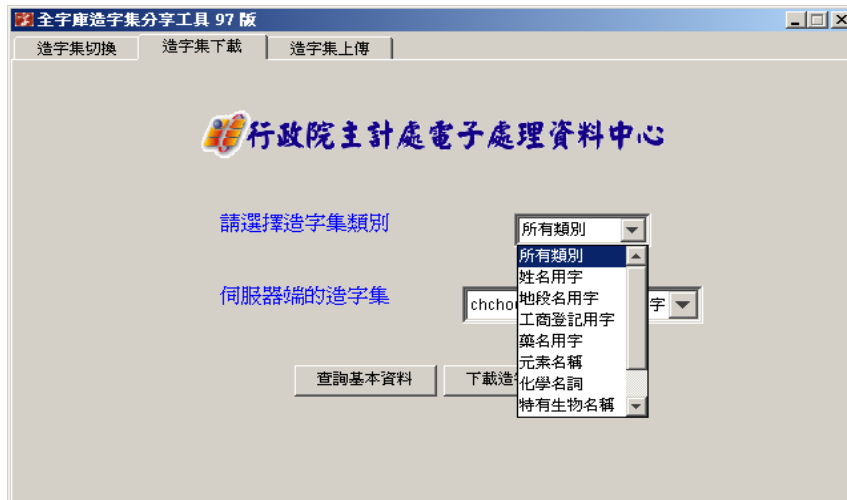 全字庫造字集分享工具 97 版
造字集切換
造字集下載
造字集上傳
行政院主計處電子處理資料中心
請選擇造字集類別
所有類別
所有類別
姓名用字
地段名用字
工商登記用字
藥名用字
元素名稱
化學名詞
特有生物名稱
伺服器端的造字集
字
查詢基本資料
下載造